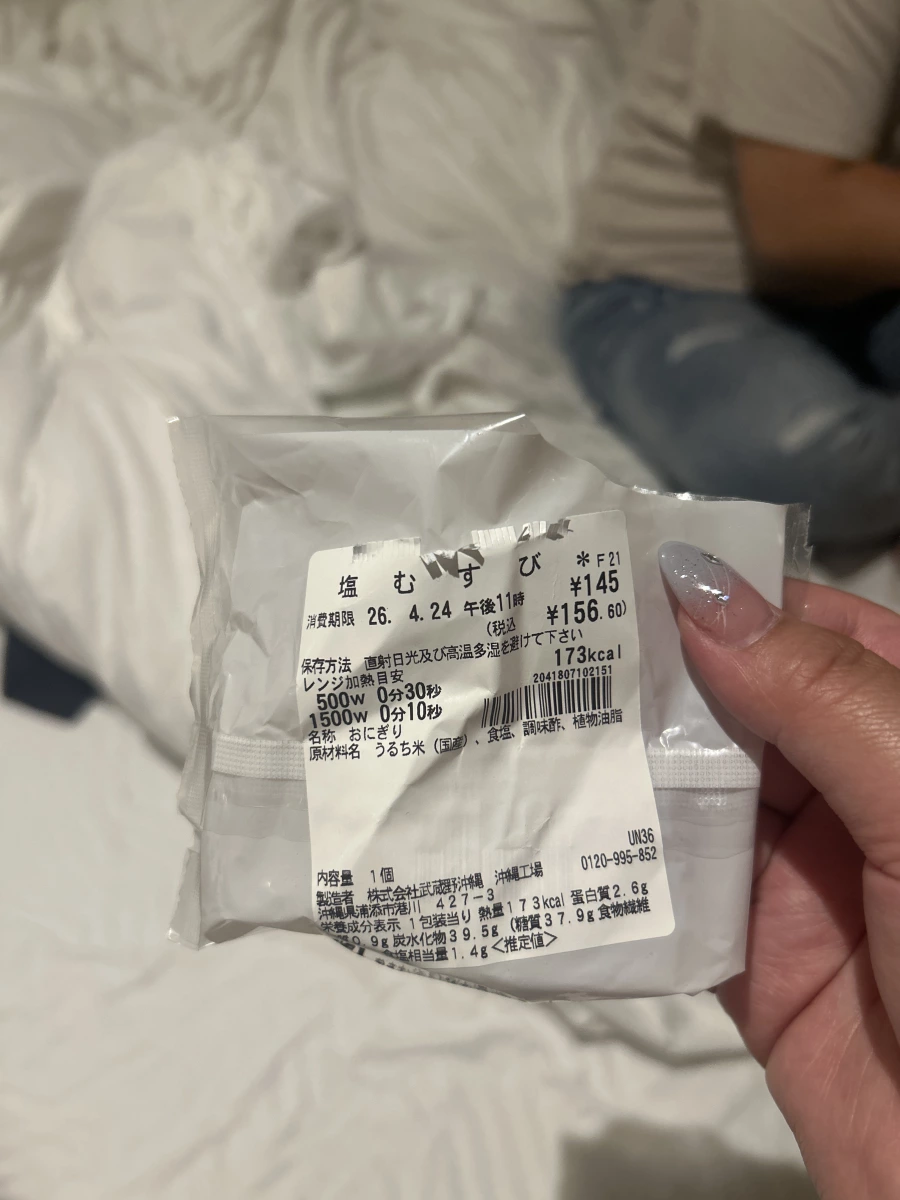 塩むすび *F21
¥145
消費期限 26. 4.24 午後11時
(税込 ¥156.60)
保存方法 直射日光及び高温多湿を避けて下さい
レンジ加熱目安 173kcal
500w 0分30秒
1500w 0分10秒
2041807102151
名称 おにぎり
原材料名 うるち米(国産)、食塩、調味酢、植物油脂
UN36
内容量 1個 0120-995-852
製造者 株式会社武蔵野沖縄 沖縄工場
沖縄県浦添市港川 427-3
栄養成分表示 1包装当り 熱量173kcal 蛋白質2.6g
0.9g 炭水化物39.5g (糖質37.9g 食物繊維
食塩相当量1.4g<推定値>